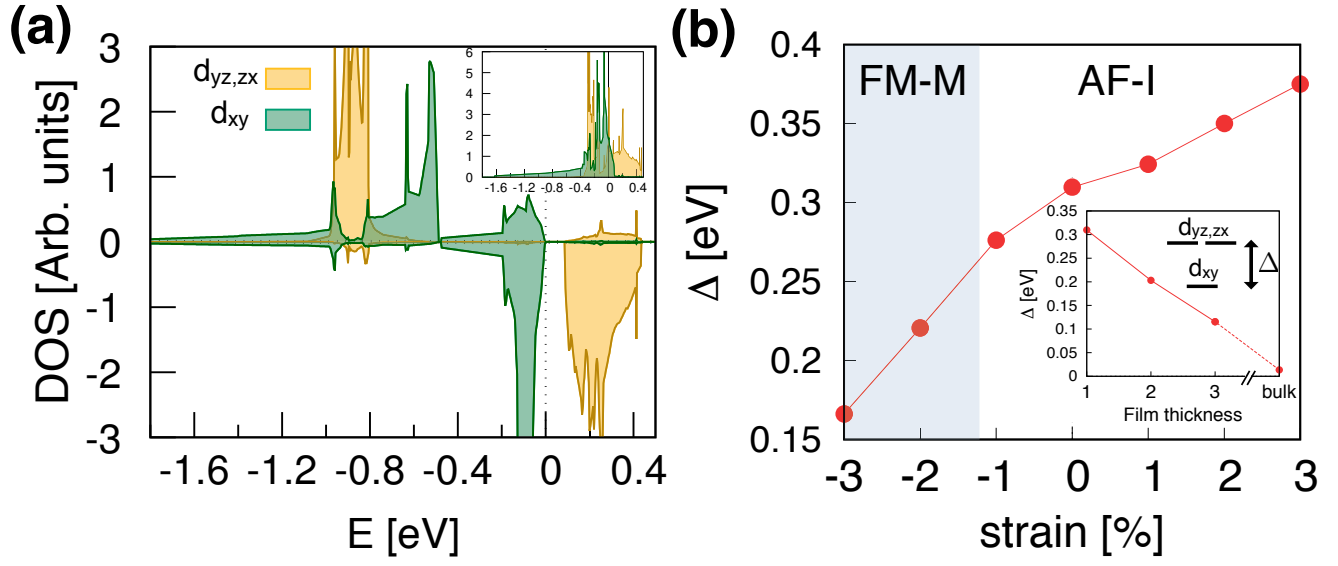 (a)
DOS [Arb. units]
3
2
1
0
-1
-2
-3
d_yz,zx
d_xy
6
5
4
3
2
1
0
-1.6 -1.2 -0.8 -0.4 0 0.4
-1.6 -1.2 -0.8 -0.4 0 0.4
E [eV]
(b)
Δ [eV]
0.4
0.35
0.3
0.25
0.2
0.15
FM-M AF-I
Δ [eV]
0.35
0.3
0.25
0.2
0.15
0.1
0.05
0
d_yz,zx
d_xy
Δ
1 2 3 bulk
Film thickness
-3 -2 -1 0 1 2 3
strain [%]